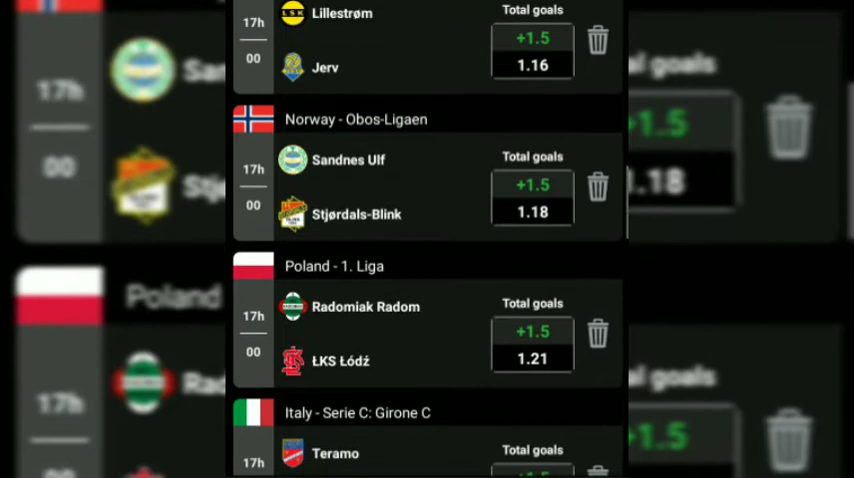 Lillestrøm
Total goals
17h
+1.5
00
Jerv
1.16
Norway - Obos-Ligaen
Sandnes Ulf
Total goals
17h
+1.5
00
Stjørdals-Blink
1.18
Poland - 1. Liga
Radomiak Radom
Total goals
17h
+1.5
00
ŁKS Łódź
1.21
Italy - Serie C: Girone C
Teramo
Total goals
17h